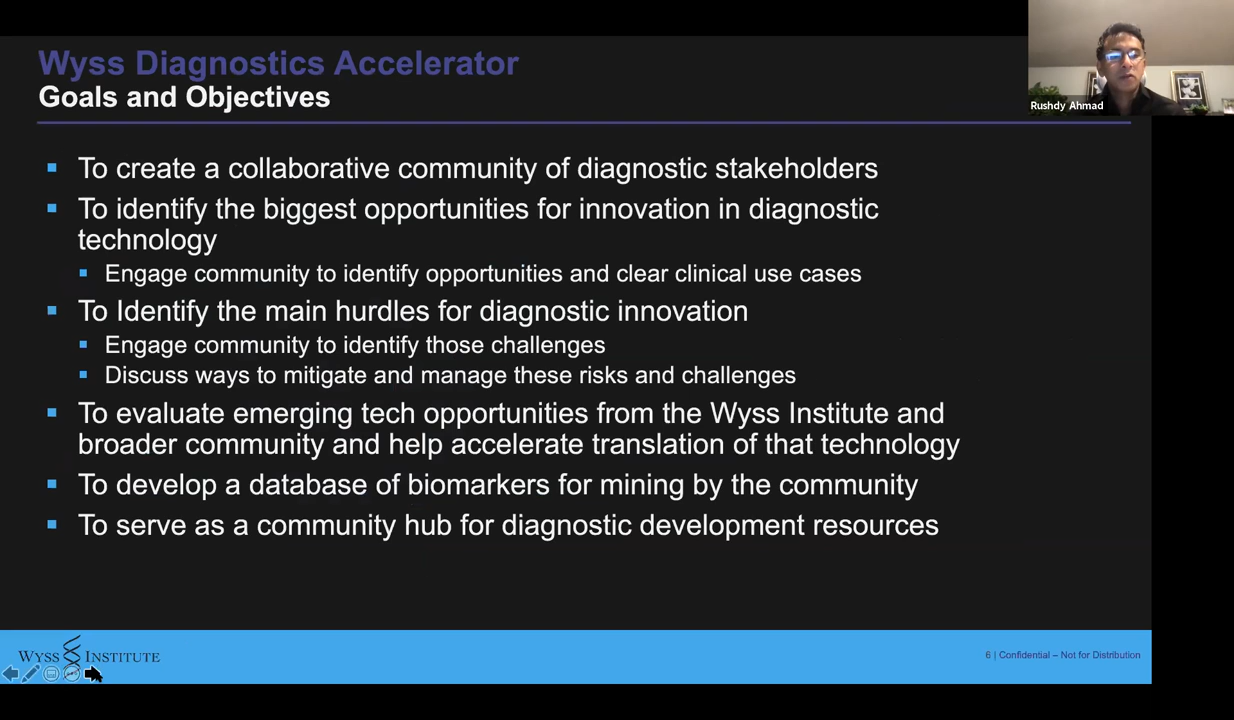 Wyss Diagnostics Accelerator
Goals and Objectives
Rushdy Ahmad
To create a collaborative community of diagnostic stakeholders
To identify the biggest opportunities for innovation in diagnostic
technology
Engage community to identify opportunities and clear clinical use cases
To Identify the main hurdles for diagnostic innovation
Engage community to identify those challenges
Discuss ways to mitigate and manage these risks and challenges
To evaluate emerging tech opportunities from the Wyss Institute and
broader community and help accelerate translation of that technology
To develop a database of biomarkers for mining by the community
To serve as a community hub for diagnostic development resources
WYSS INSTITUTE
6 | Confidential – Not for Distribution